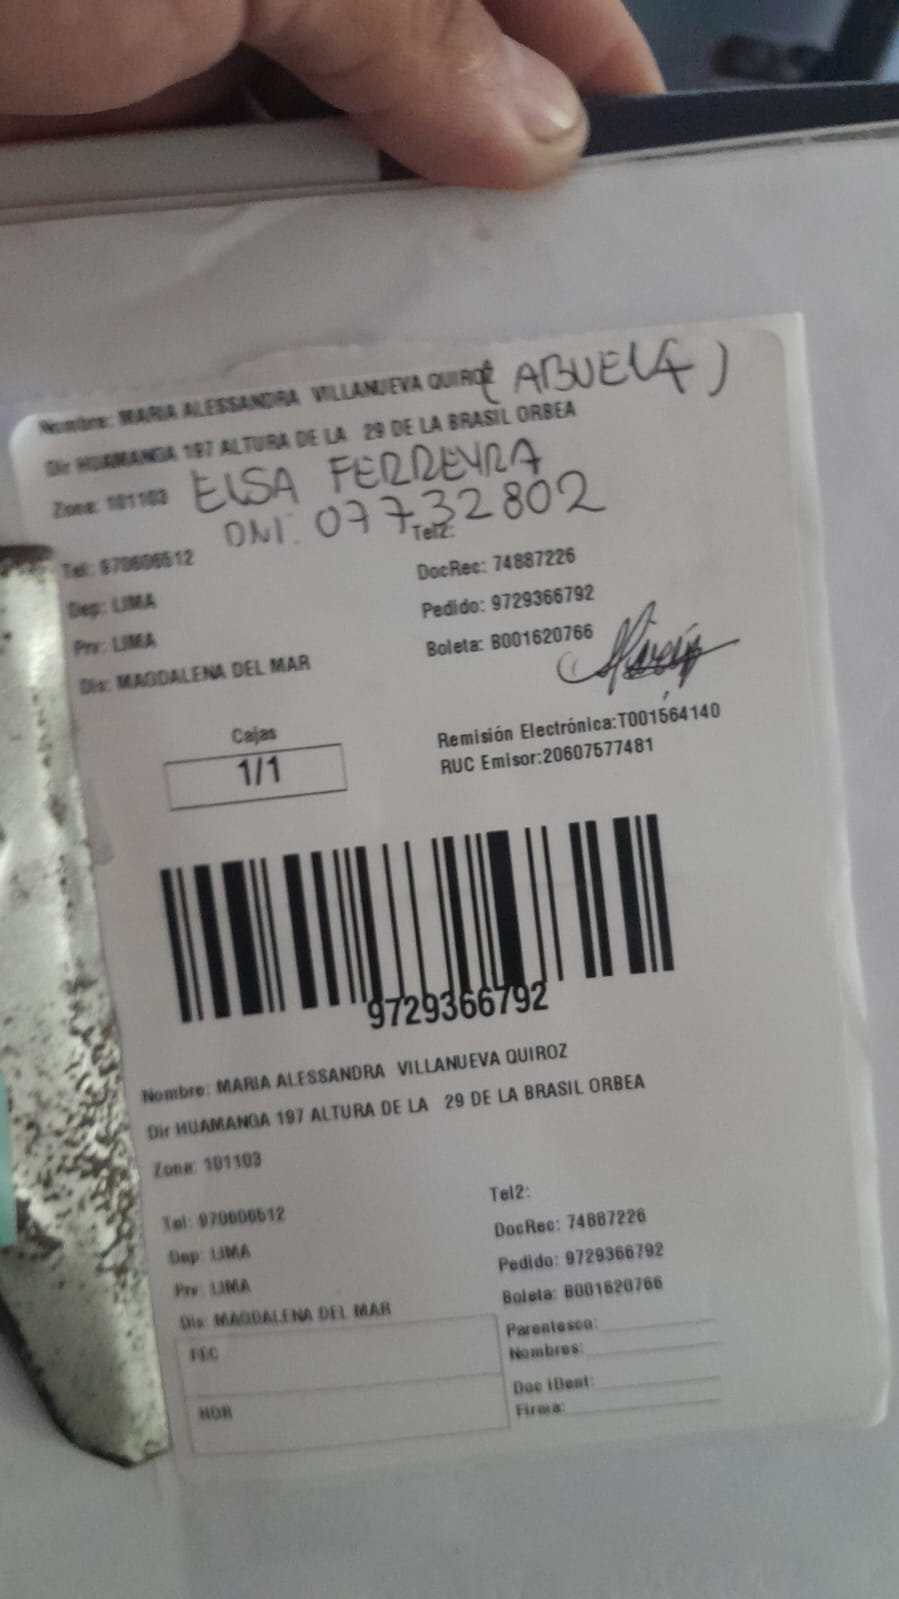 Nombre: MARIA ALESSANDRA VILLANUEVA QUIROZ (ABUELA)
Dir HUAMANGA 197 ALTURA DE LA 29 DE LA BRASIL ORBEA
Zona: 101103 ELSA FERREYRA
DNI. 07732802
Tel2:
Tel: 970606512
DocRec: 74887226
Dep: LIMA
Pedido: 9729366792
Prv: LIMA
Boleta: B001620766
Dis: MAGDALENA DEL MAR
Cajas
1/1
Remisión Electrónica:T001564140
RUC Emisor:20607577481
9729366792
Nombre: MARIA ALESSANDRA VILLANUEVA QUIROZ
Dir HUAMANGA 197 ALTURA DE LA 29 DE LA BRASIL ORBEA
Zona: 101103
Tel2:
Tel: 970606512
DocRec: 74887226
Dep: LIMA
Pedido: 9729366792
Prv: LIMA
Boleta: B001620766
Dis: MAGDALENA DEL MAR
Parentesco:
FEC
Nombres:
Doc iDent:
HOR
Firma: